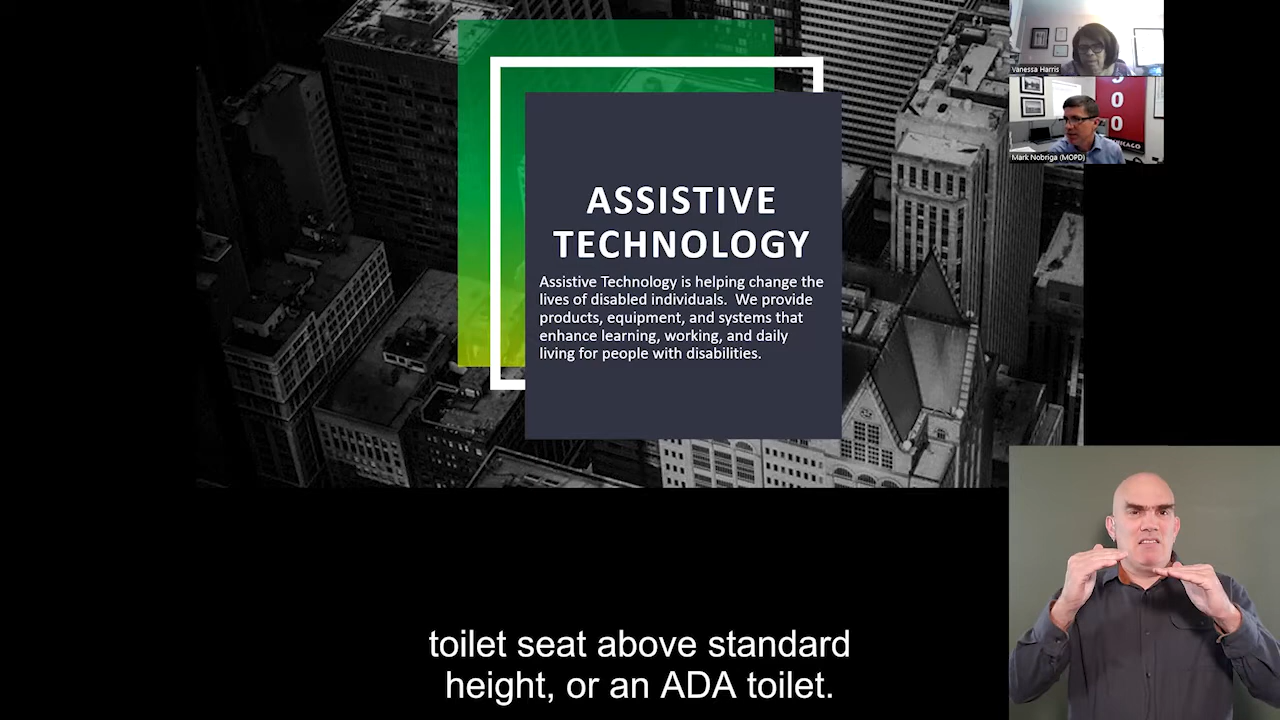 ASSISTIVE
TECHNOLOGY
Assistive Technology is helping change the
lives of disabled individuals.  We provide
products, equipment, and systems that
enhance learning, working, and daily
living for people with disabilities.
Vanessa Harris
Mark Nobriga (MOPD)
toilet seat above standard
height, or an ADA toilet.